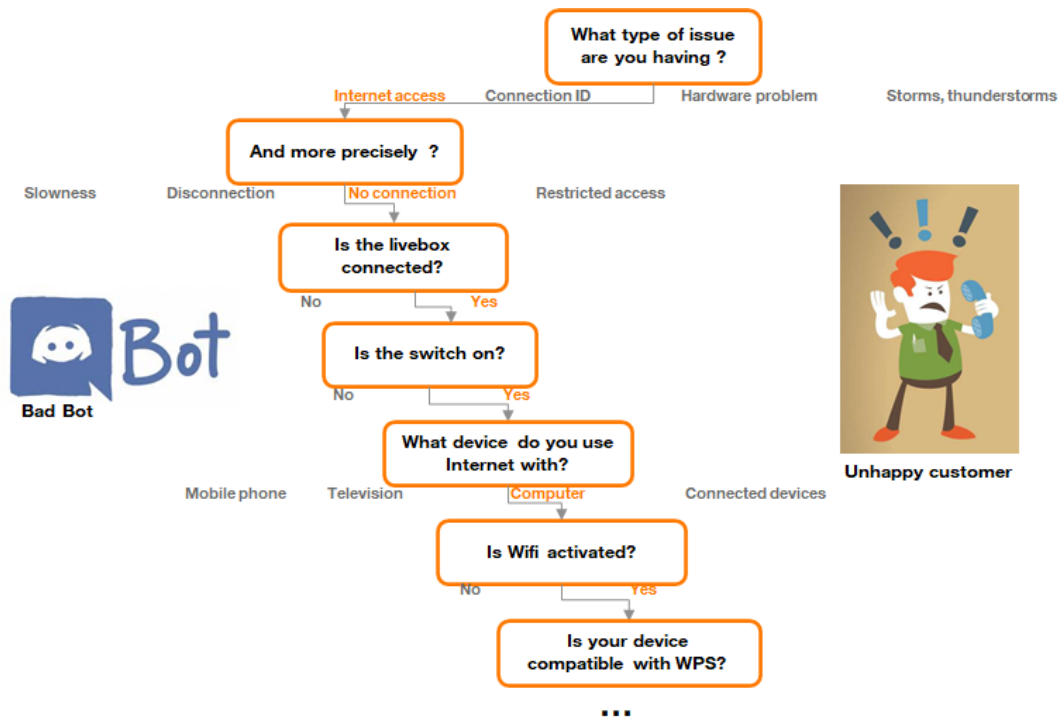 What type of issue
are you having ?
Internet access Connection ID Hardware problem Storms, thunderstorms
And more precisely ?
Slowness Disconnection No connection Restricted access
Is the livebox
connected?
No Yes
Bot
Bad Bot
Is the switch on?
No Yes
What device do you use
Internet with?
Unhappy customer
Mobile phone Television Computer Connected devices
Is Wifi activated?
No Yes
Is your device
compatible with WPS?
...